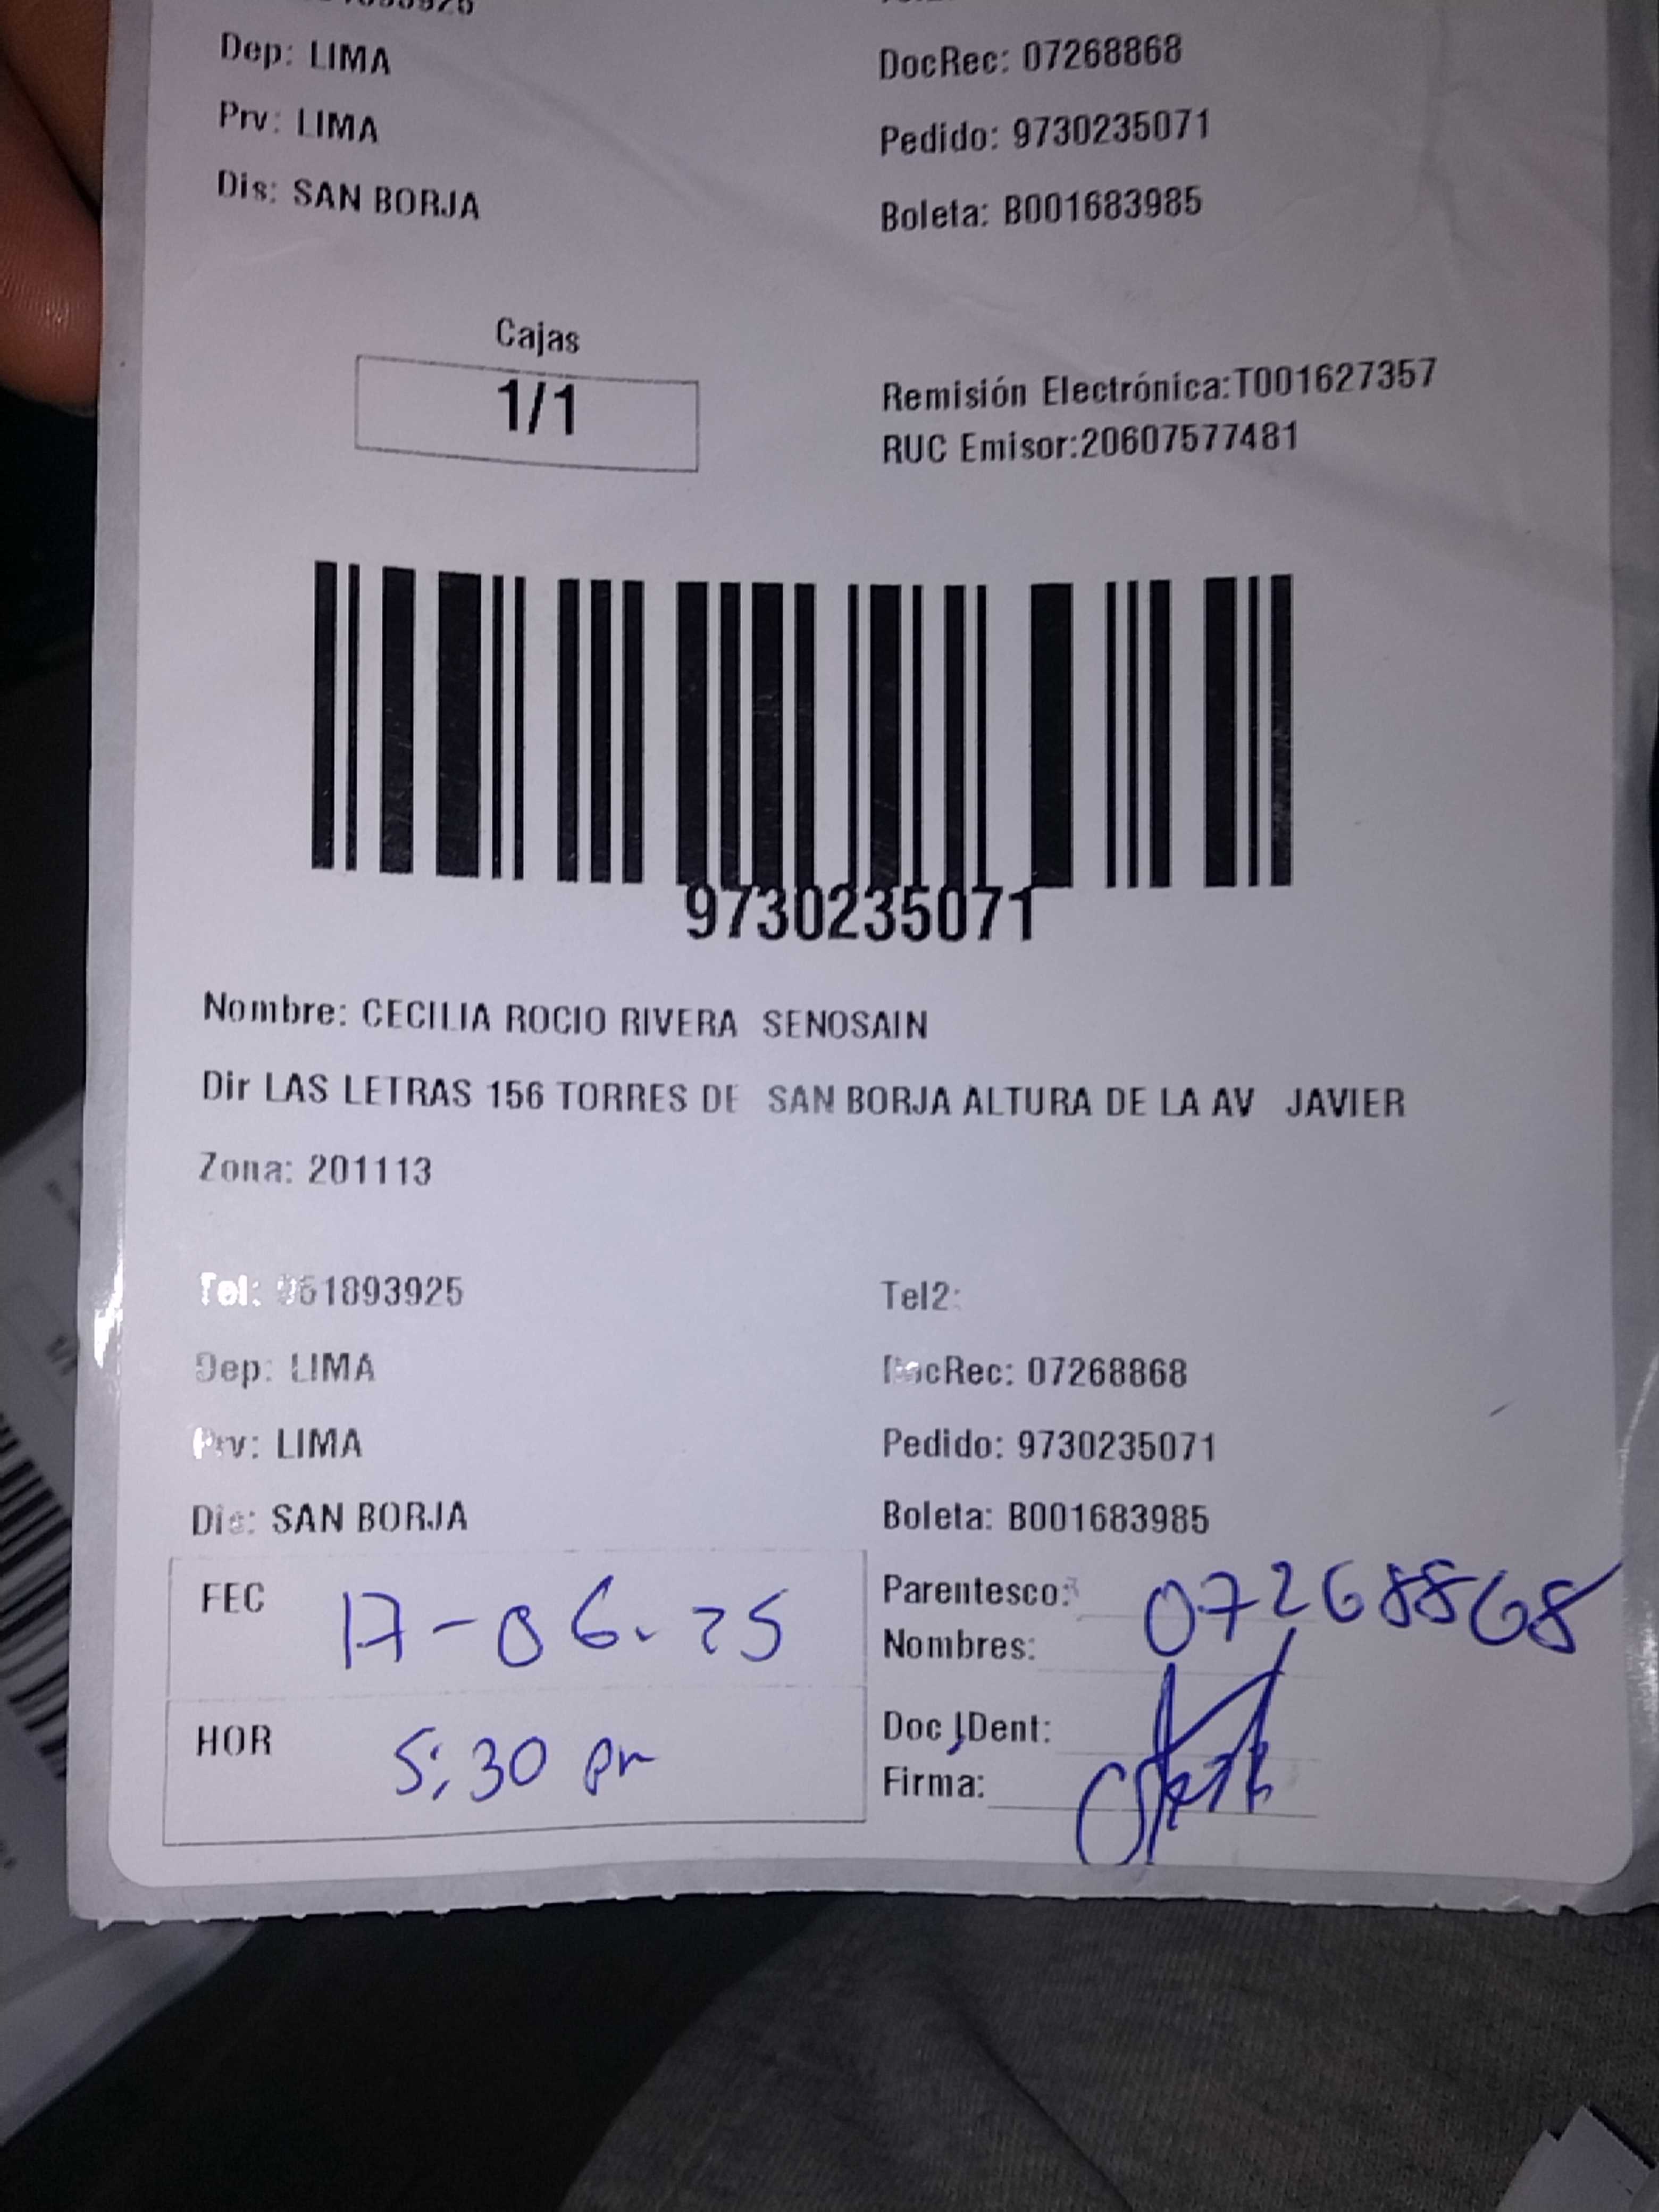 Dep: LIMA
DocRec: 07268868
Prv: LIMA
Pedido: 9730235071
Dis: SAN BORJA
Boleta: B001683985
Cajas
1/1
Remisión Electrónica:T001627357
RUC Emisor:20607577481
9730235071
Nombre: CECILIA ROCIO RIVERA SENOSAIN
Dir LAS LETRAS 156 TORRES DE SAN BORJA ALTURA DE LA AV JAVIER
Zona: 201113
Tel: 961893925
Tel2:
Dep: LIMA
DocRec: 07268868
Prv: LIMA
Pedido: 9730235071
Dis: SAN BORJA
Boleta: B001683985
FEC 17-06-25
Parentesco: 07268868
Nombres:
HOR 5:30 pm
Doc.IDent:
Firma: